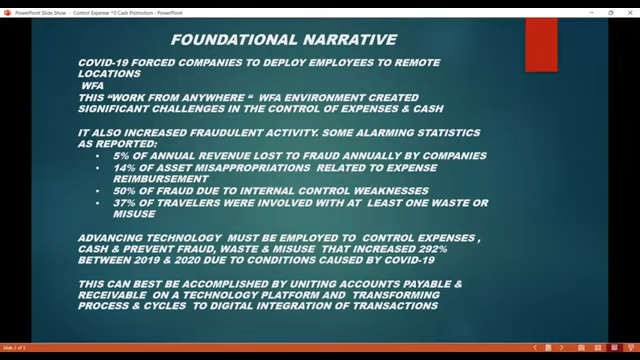 PowerPoint Slide Show - Control Expense ^0 Cash Promotion - PowerPoint
FOUNDATIONAL NARRATIVE
COVID-19 FORCED COMPANIES TO DEPLOY EMPLOYEES TO REMOTE
LOCATIONS
WFA
THIS “WORK FROM ANYWHERE “ WFA ENVIRONMENT CREATED
SIGNIFICANT CHALLENGES IN THE CONTROL OF EXPENSES & CASH
IT ALSO INCREASED FRAUDULENT ACTIVITY. SOME ALARMING STATISTICS
AS REPORTED:
• 5% OF ANNUAL REVENUE LOST TO FRAUD ANNUALLY BY COMPANIES
• 14% OF ASSET MISAPPROPRIATIONS RELATED TO EXPENSE
REIMBURSEMENT
• 50% OF FRAUD DUE TO INTERNAL CONTROL WEAKNESSES
• 37% OF TRAVELERS WERE INVOLVED WITH AT LEAST ONE WASTE OR
MISUSE
ADVANCING TECHNOLOGY MUST BE EMPLOYED TO CONTROL EXPENSES ,
CASH & PREVENT FRAUD, WASTE & MISUSE THAT INCREASED 292%
BETWEEN 2019 & 2020 DUE TO CONDITIONS CAUSED BY COVID-19
THIS CAN BEST BE ACCOMPLISHED BY UNITING ACCOUNTS PAYABLE &
RECEIVABLE ON A TECHNOLOGY PLATFORM AND TRANSFORMING
PROCESS & CYCLES TO DIGITAL INTEGRATION OF TRANSACTIONS
Slide 2 of 5